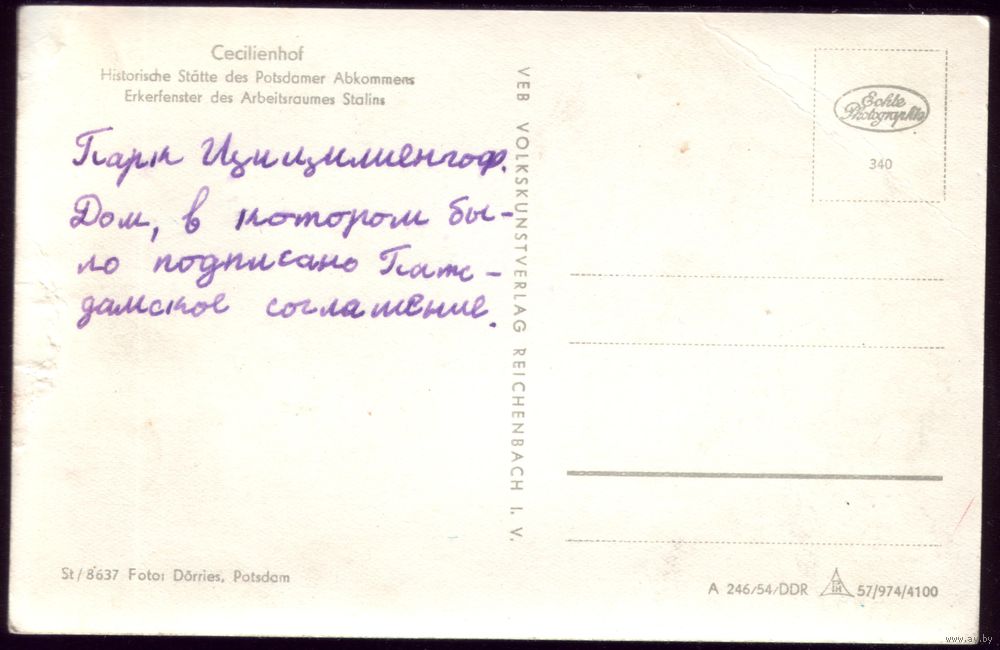 Cecilienhof
Historische Stätte des Potsdamer Abkommens
Erkerfenster des Arbeitsraumes Stalins
Парк Цицилиенгоф.
Дом, в котором бы-
ло подписано Патс-
дамское соглашение.
VEB VOLKSKUNSTVERLAG REICHENBACH I. V.
Echte
Photographie
340
St/8637 Foto: Dörries, Potsdam
A 246/54/DDR
57/974/4100
www.ay.by